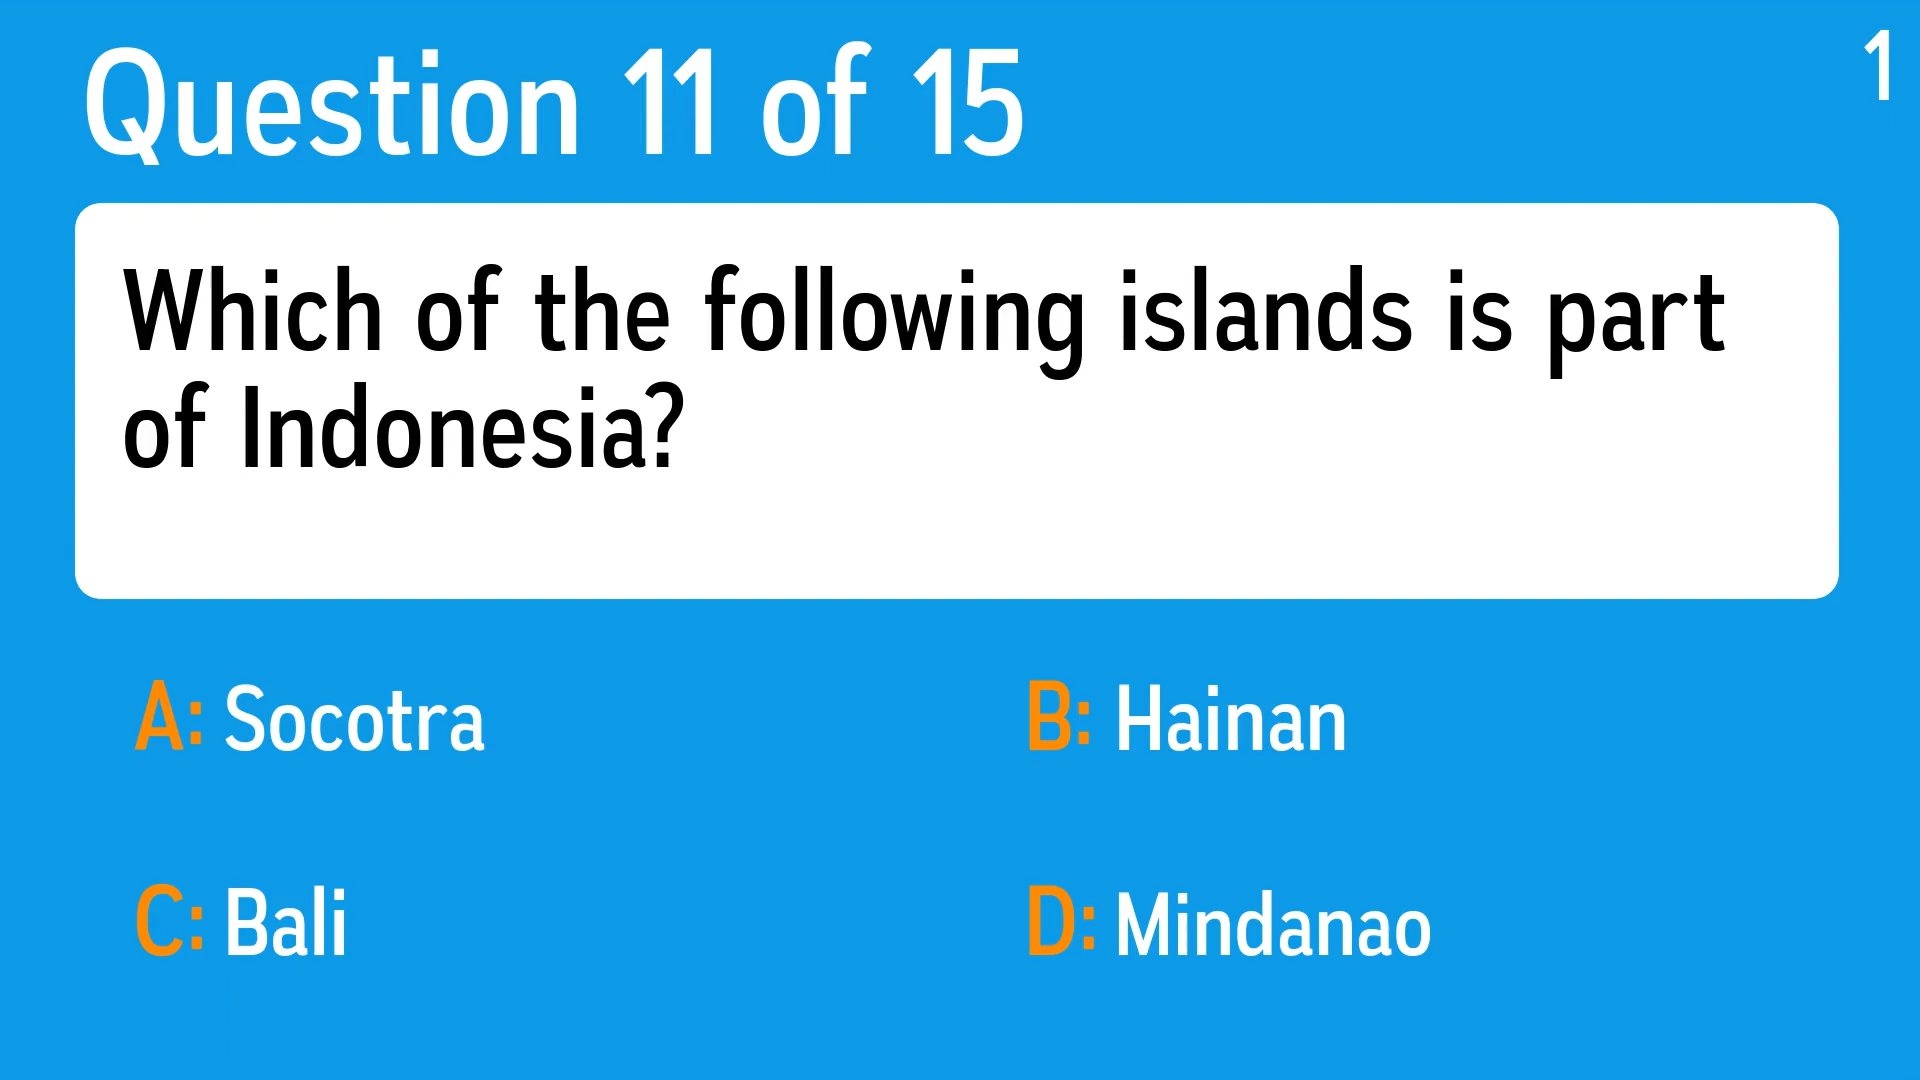 Question 11 of 15
1
Which of the following islands is part
of Indonesia?
A: Socotra
B: Hainan
C: Bali
D: Mindanao